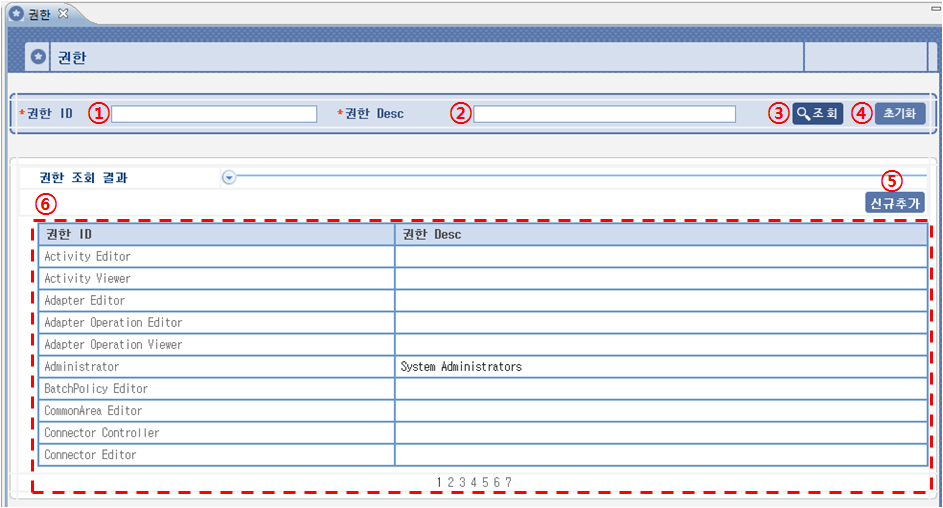 권한
권한
*권한 ID ① *권한 Desc ② ③ 조회 ④ 초기화
권한 조회 결과
⑤
⑥ 신규추가
권한 ID 권한 Desc
Activity Editor
Activity Viewer
Adapter Editor
Adapter Operation Editor
Adapter Operation Viewer
Administrator System Administrators
BatchPolicy Editor
CommonArea Editor
Connector Controller
Connector Editor
1 2 3 4 5 6 7